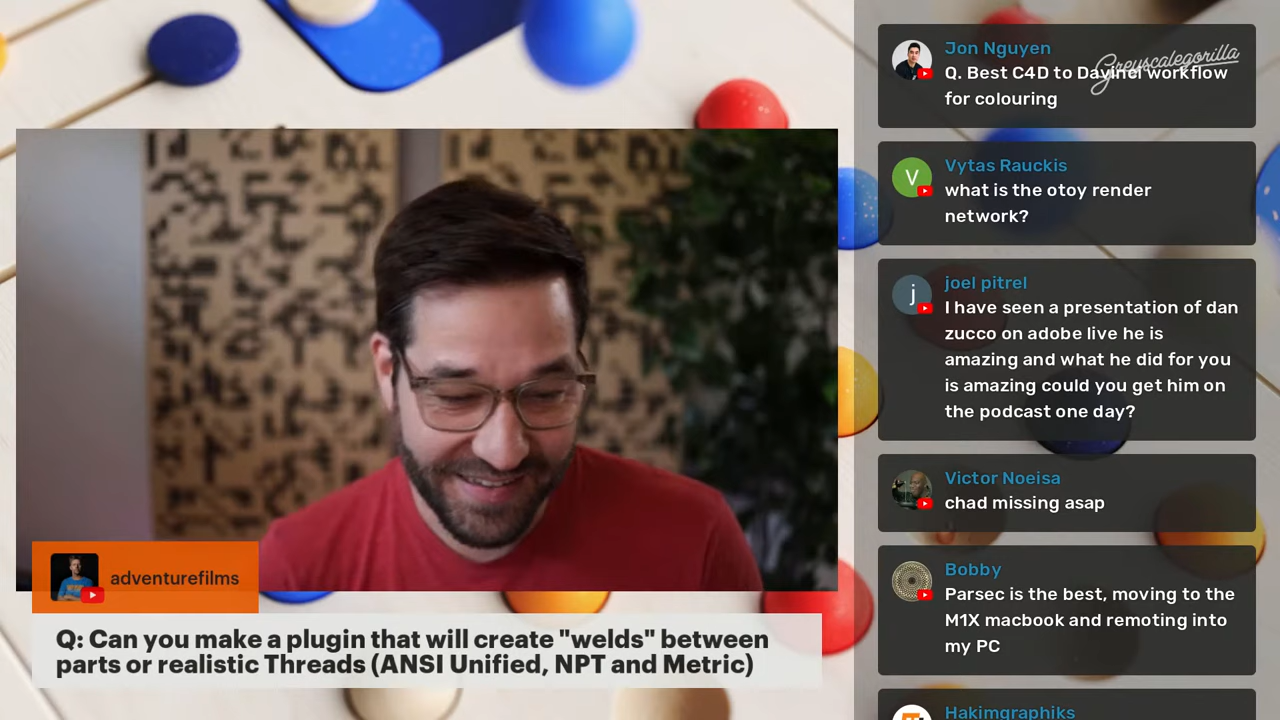 Jon Nguyen
Greyscalegorilla
Q. Best C4D to Davinci workflow
for colouring
V
Vytas Rauckis
what is the otoy render
network?
j
joel pitrel
I have seen a presentation of dan
zucco on adobe live he is
amazing and what he did for you
is amazing could you get him on
the podcast one day?
Victor Noeisa
chad missing asap
Bobby
Parsec is the best, moving to the
M1X macbook and remoting into
my PC
Hakimgraphiks
adventurefilms
Q: Can you make a plugin that will create "welds" between
parts or realistic Threads (ANSI Unified, NPT and Metric)